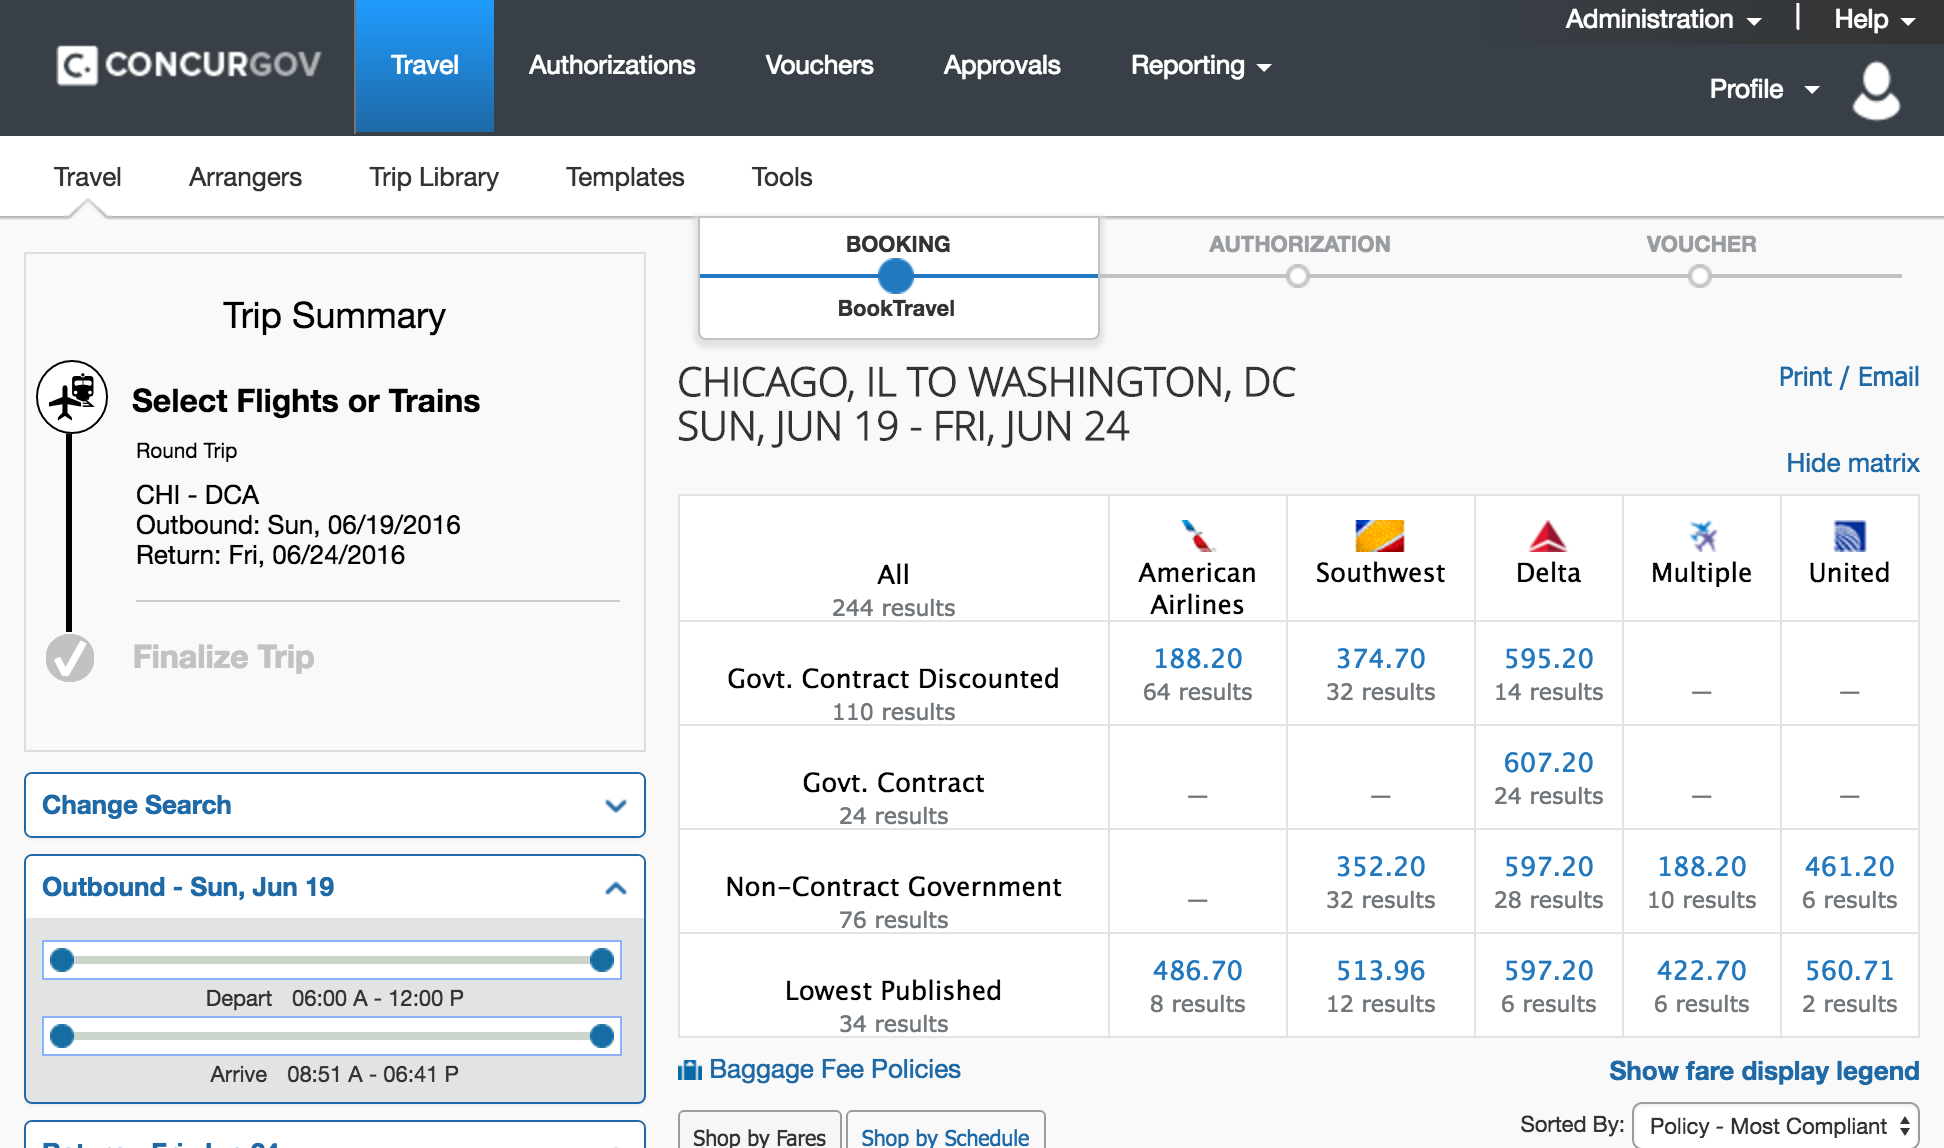 Administration
Help
CONCURGOV
Travel
Authorizations
Vouchers
Approvals
Reporting
Profile
Travel
Arrangers
Trip Library
Templates
Tools
BOOKING
AUTHORIZATION
VOUCHER
BookTravel
Trip Summary
Select Flights or Trains
Round Trip
CHI - DCA
Outbound: Sun, 06/19/2016
Return: Fri, 06/24/2016
Finalize Trip
Change Search
Outbound - Sun, Jun 19
Depart 06:00 A - 12:00 P
Arrive 08:51 A - 06:41 P
CHICAGO, IL TO WASHINGTON, DC
SUN, JUN 19 - FRI, JUN 24
Print / Email
Hide matrix
All
244 results
American
Airlines
Southwest
Delta
Multiple
United
Govt. Contract Discounted
110 results
188.20
64 results
374.70
32 results
595.20
14 results
—
—
Govt. Contract
24 results
—
—
607.20
24 results
—
—
Non-Contract Government
76 results
—
352.20
32 results
597.20
28 results
188.20
10 results
461.20
6 results
Lowest Published
34 results
486.70
8 results
513.96
12 results
597.20
6 results
422.70
6 results
560.71
2 results
Baggage Fee Policies
Show fare display legend
Shop by Fares
Shop by Schedule
Sorted By: Policy - Most Compliant